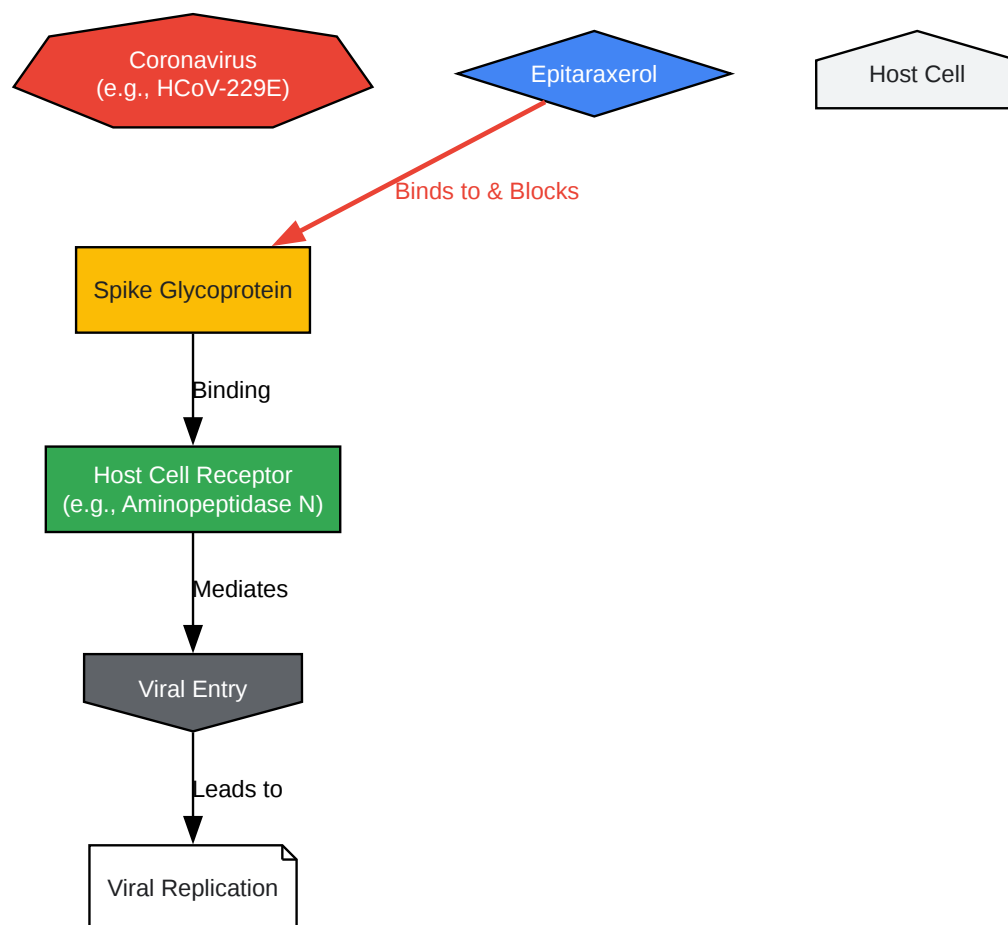 Coronavirus
(e.g., HCoV-229E)
Epitaraxerol
Host Cell
Binds to & Blocks
Spike Glycoprotein
Binding
Host Cell Receptor
(e.g., Aminopeptidase N)
Mediates
Viral Entry
Leads to
Viral Replication